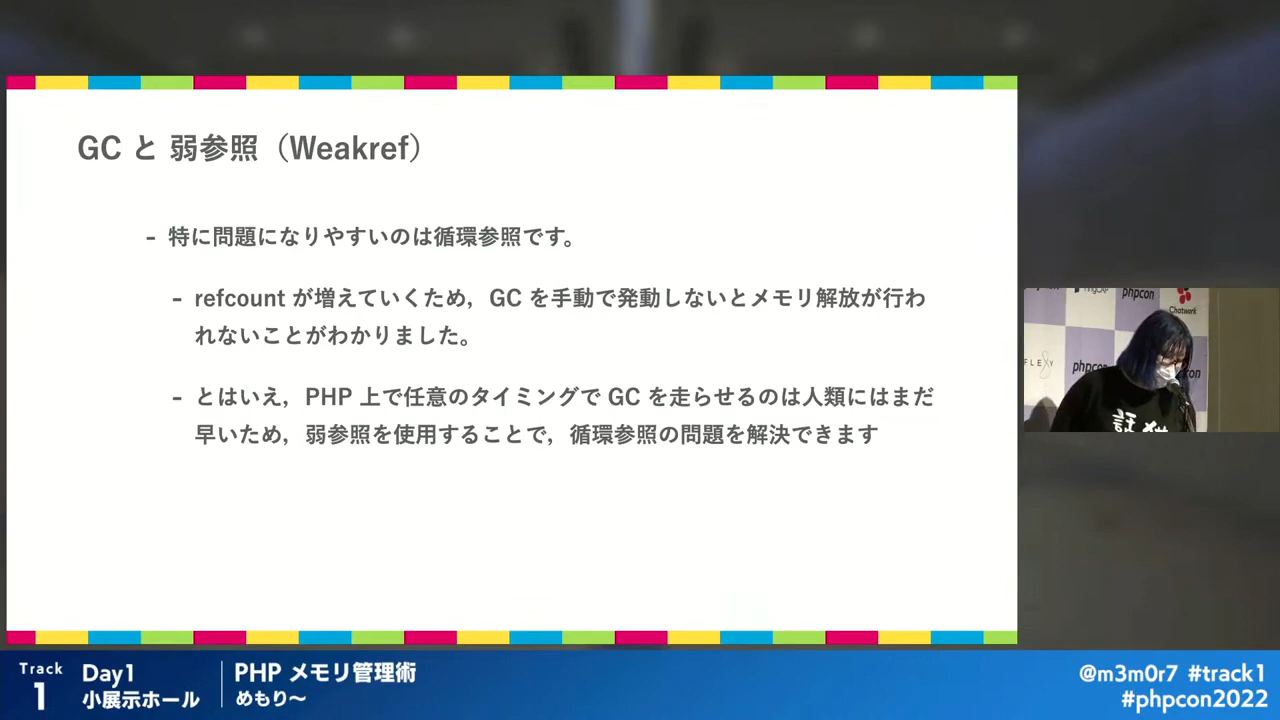 GC と 弱参照（Weakref）
- 特に問題になりやすいのは循環参照です。
- refcount が増えていくため，GC を手動で発動しないとメモリ解放が行わ
れないことがわかりました。
- とはいえ，PHP 上で任意のタイミングで GC を走らせるのは人類にはまだ
早いため，弱参照を使用することで，循環参照の問題を解決できます
phpcon
Chatwork
FLEXY
phpcon
Track
1
Day1
小展示ホール
PHP メモリ管理術
めもり〜
@m3m0r7 #track1
#phpcon2022